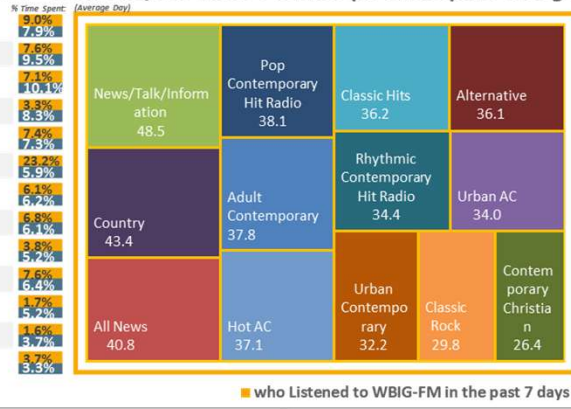 % Time Spent: (Average Day)
9.0%
7.9%
7.6%
9.5%
7.1%
10.1%
3.3%
8.3%
7.4%
7.3%
23.2%
5.9%
6.1%
6.2%
6.8%
6.1%
3.8%
5.2%
7.6%
6.4%
1.7%
5.2%
1.6%
3.7%
3.7%
3.3%
News/Talk/Inform
ation
48.5
Country
43.4
All News
40.8
Pop
Contemporary
Hit Radio
38.1
Adult
Contemporary
37.8
Hot AC
37.1
Classic Hits
36.2
Alternative
36.1
Rhythmic
Contemporary
Hit Radio
34.4
Urban AC
34.0
Urban
Contempo
rary
32.2
Classic
Rock
29.8
Contem
porary
Christia
n
26.4
who Listened to WBIG-FM in the past 7 days